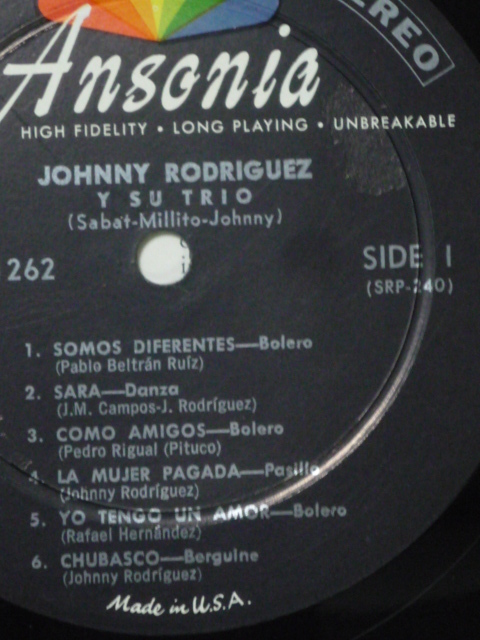 STEREO
Ansonia
HIGH FIDELITY • LONG PLAYING • UNBREAKABLE
JOHNNY RODRIGUEZ
Y SU TRIO
(Sabat-Millito-Johnny)
262
SIDE 1
(SRP-240)
1. SOMOS DIFERENTES—Bolero
(Pablo Beltrán Ruíz)
2. SARA—Danza
(J.M. Campos-J. Rodríguez)
3. COMO AMIGOS—Bolero
(Pedro Rigual (Pituco)
4. LA MUJER PAGADA—Pasillo
(Johnny Rodríguez)
5. YO TENGO UN AMOR—Bolero
(Rafael Hernández)
6. CHUBASCO—Berguine
(Johnny Rodríguez)
Made in U.S.A.